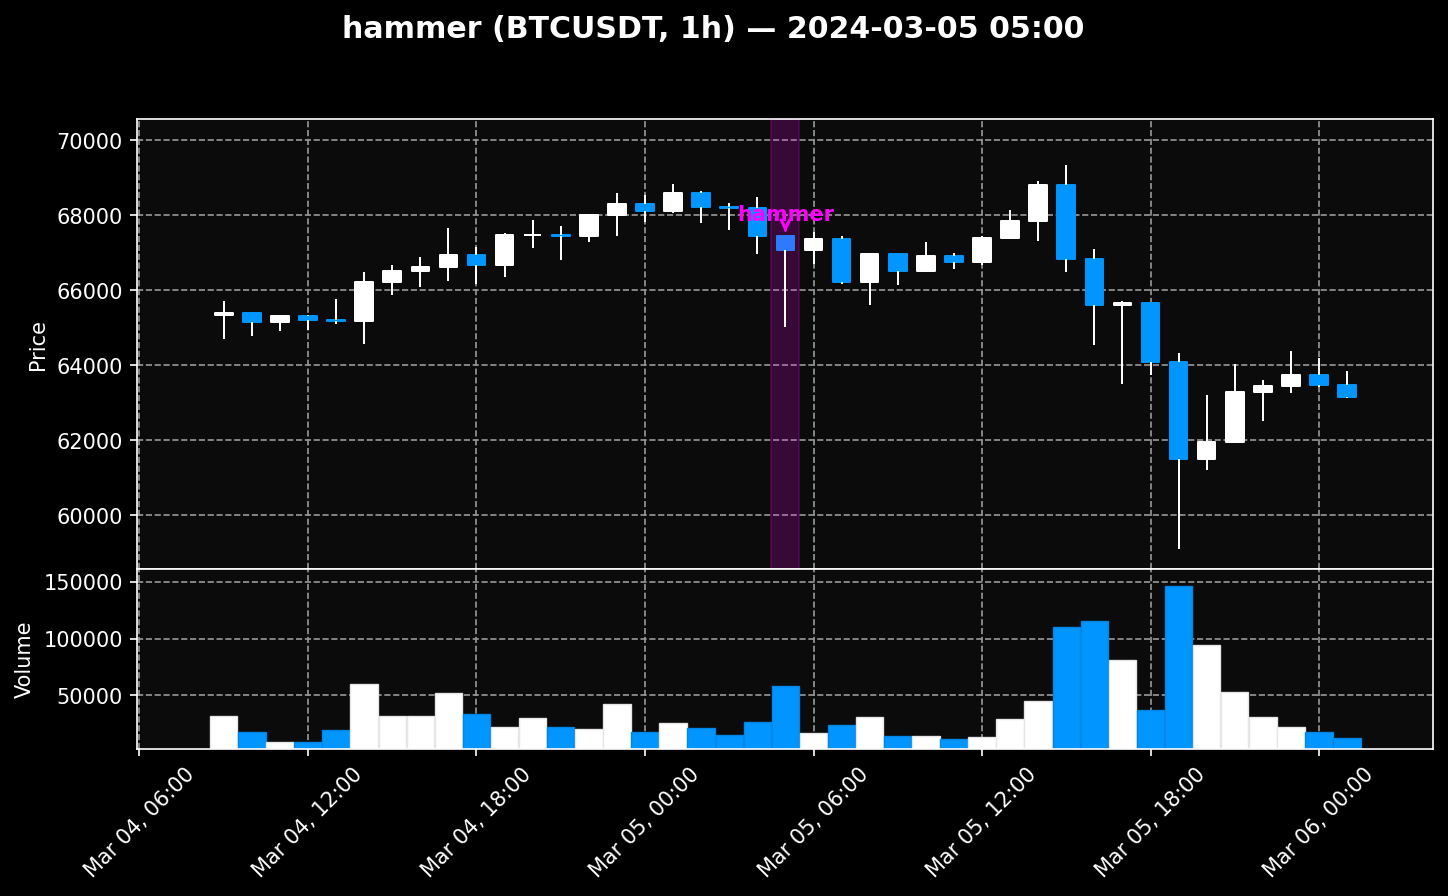 hammer (BTCUSDT, 1h) — 2024-03-05 05:00
70000
68000
66000
64000
62000
60000
Price
hammer
150000
100000
50000
Volume
Mar 04, 06:00
Mar 04, 12:00
Mar 04, 18:00
Mar 05, 00:00
Mar 05, 06:00
Mar 05, 12:00
Mar 05, 18:00
Mar 06, 00:00